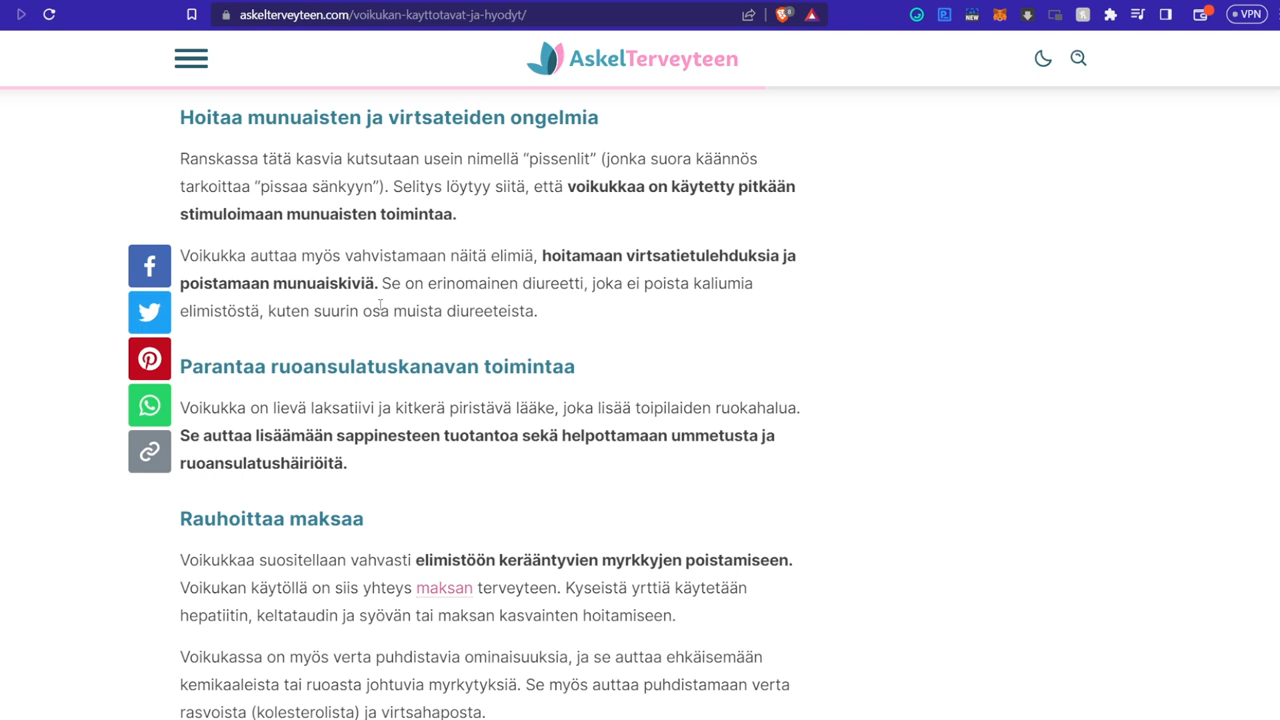 askelterveyteen.com/voikukan-kayttotavat-ja-hyodyt/
8
NEW
VPN
AskelTerveyteen
Hoitaa munuaisten ja virtsateiden ongelmia
Ranskassa tätä kasvia kutsutaan usein nimellä “pissenlit” (jonka suora käännös
tarkoittaa “pissaa sänkyyn”). Selitys löytyy siitä, että voikukkaa on käytetty pitkään
stimuloimaan munuaisten toimintaa.
Voikukka auttaa myös vahvistamaan näitä elimiä, hoitamaan virtsatietulehduksia ja
poistamaan munuaiskiviä. Se on erinomainen diureetti, joka ei poista kaliumia
elimistöstä, kuten suurin osa muista diureeteista.
Parantaa ruoansulatuskanavan toimintaa
Voikukka on lievä laksatiivi ja kitkerä piristävä lääke, joka lisää toipilaiden ruokahalua.
Se auttaa lisäämään sappinesteen tuotantoa sekä helpottamaan ummetusta ja
ruoansulatushäiriöitä.
Rauhoittaa maksaa
Voikukkaa suositellaan vahvasti elimistöön kerääntyvien myrkkyjen poistamiseen.
Voikukan käytöllä on siis yhteys maksan terveyteen. Kyseistä yrttiä käytetään
hepatiitin, keltataudin ja syövän tai maksan kasvainten hoitamiseen.
Voikukassa on myös verta puhdistavia ominaisuuksia, ja se auttaa ehkäisemään
kemikaaleista tai ruoasta johtuvia myrkytyksiä. Se myös auttaa puhdistamaan verta
rasvoista (kolesterolista) ja virtsahaposta.